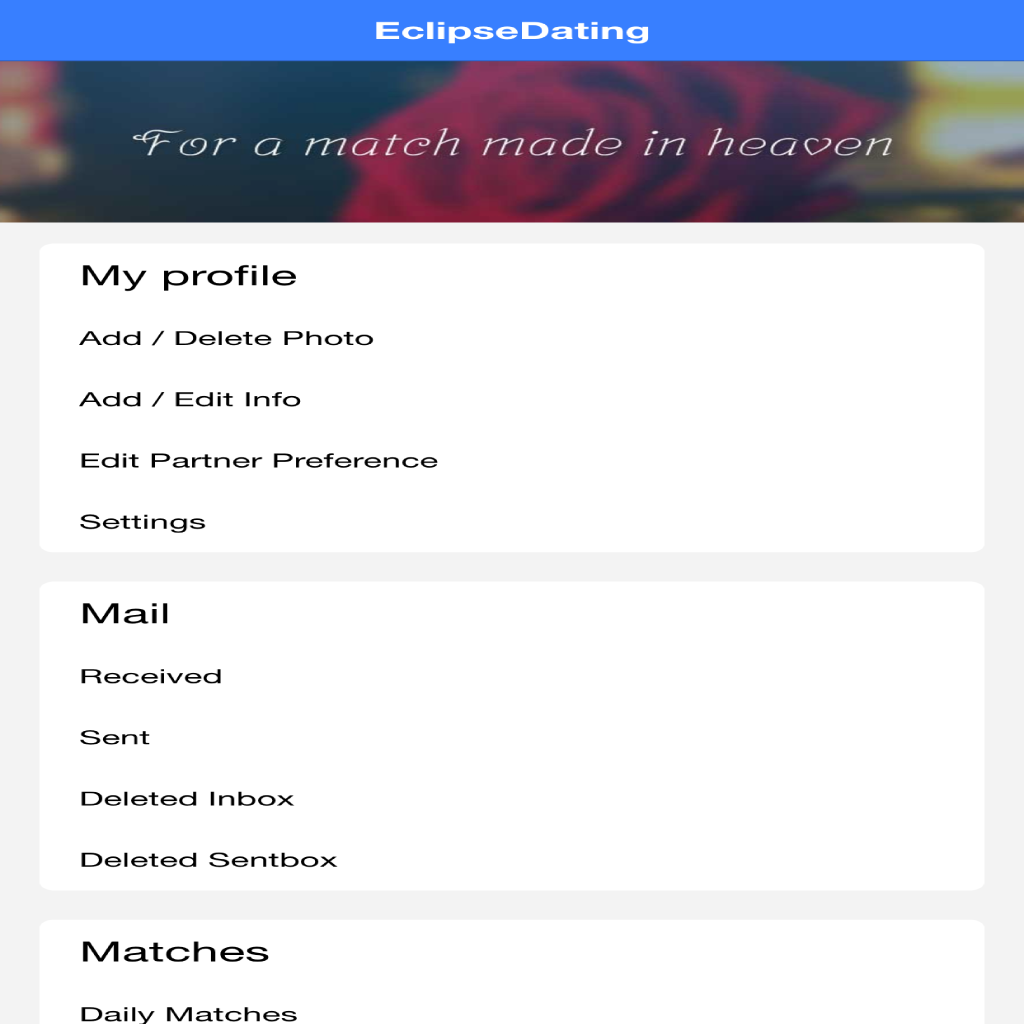 EclipseDating
For a match made in heaven
My profile
Add / Delete Photo
Add / Edit Info
Edit Partner Preference
Settings
Mail
Received
Sent
Deleted Inbox
Deleted Sentbox
Matches
Daily Matches